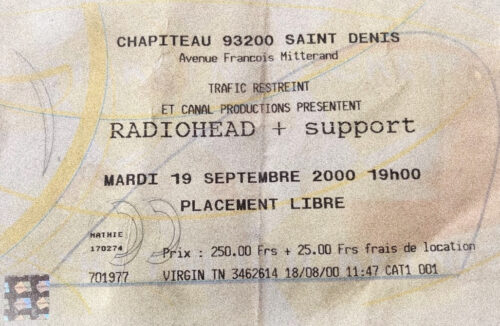 CHAPITEAU 93200 SAINT DENIS
Avenue Francois Mitterand
TRAFIC RESTREINT
ET CANAL PRODUCTIONS PRESENTENT
RADIOHEAD + support
MARDI 19 SEPTEMBRE 2000 19h00
PLACEMENT LIBRE
MATHIE
170274
Prix : 250.00 Frs + 25.00 Frs frais de location
701977 VIRGIN TN 3462614 18/08/00 11:47 CAT1 001